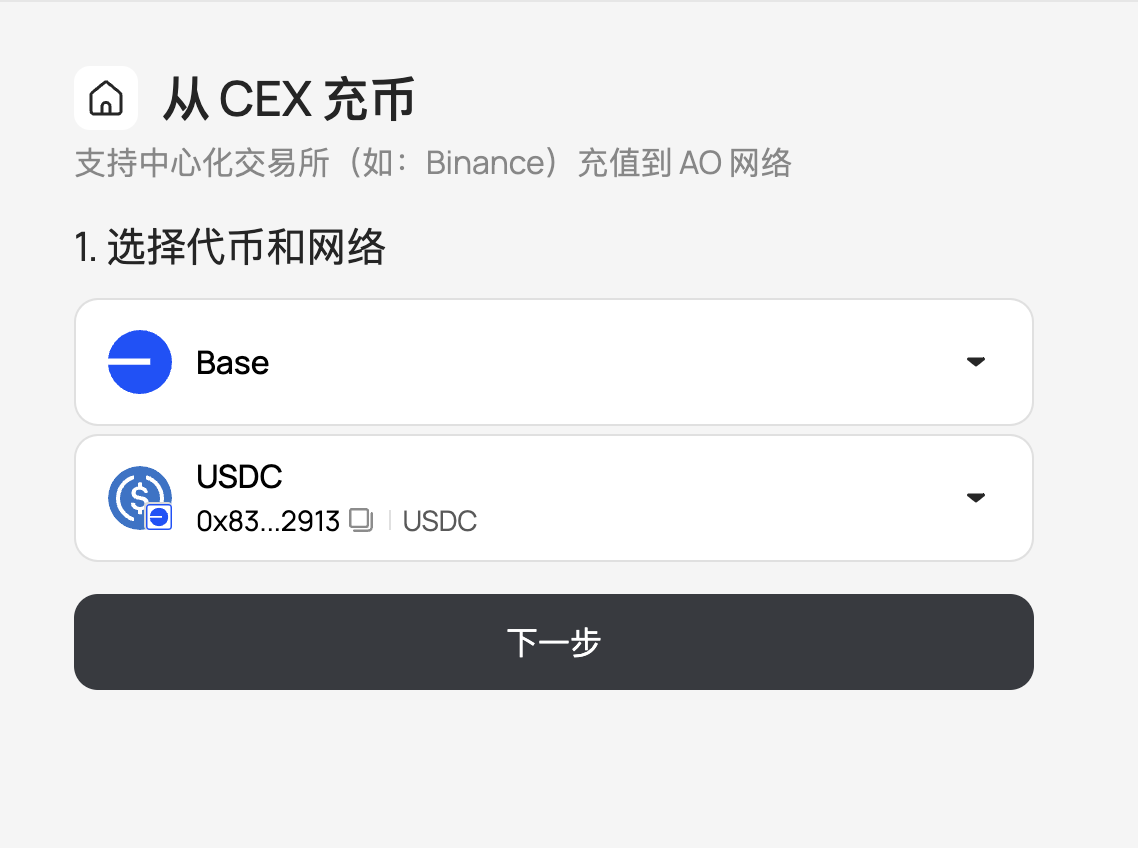 从 CEX 充币
支持中心化交易所（如：Binance）充值到 AO 网络
1. 选择代币和网络
Base
USDC
0x83...2913 | USDC
下一步